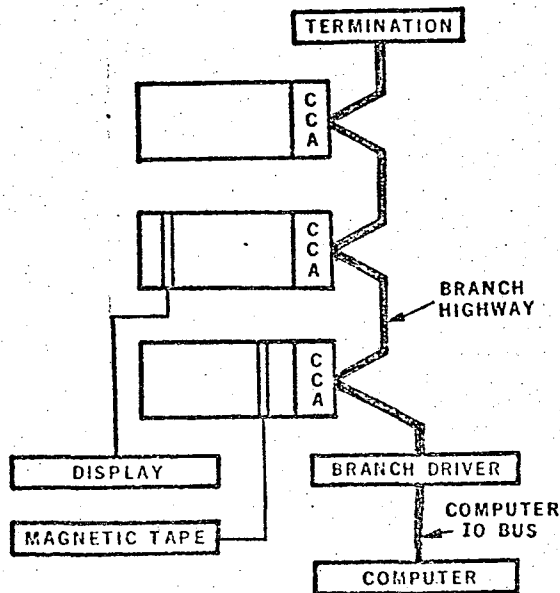 TERMINATION
C
C
A
C
C
A
BRANCH
HIGHWAY
C
C
A
DISPLAY
BRANCH DRIVER
MAGNETIC TAPE
COMPUTER
IO BUS
COMPUTER